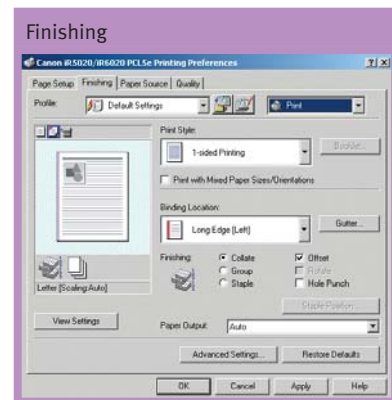 Finishing
Canon iR5020/iR6020 PCL5e Printing Preferences
Page Setup Finishing Paper Source Quality
Profile: Default Settings Print
Print Style:
1-sided Printing Booklet...
Print with Mixed Paper Sizes/Orientations
Binding Location:
Long Edge [Left] Gutter...
Finishing: Collate Offset
Group Rotate
Staple Hole Punch
Letter [Scaling:Auto] Staple Position...
View Settings Paper Output: Auto
Advanced Settings... Restore Defaults
OK Cancel Apply Help